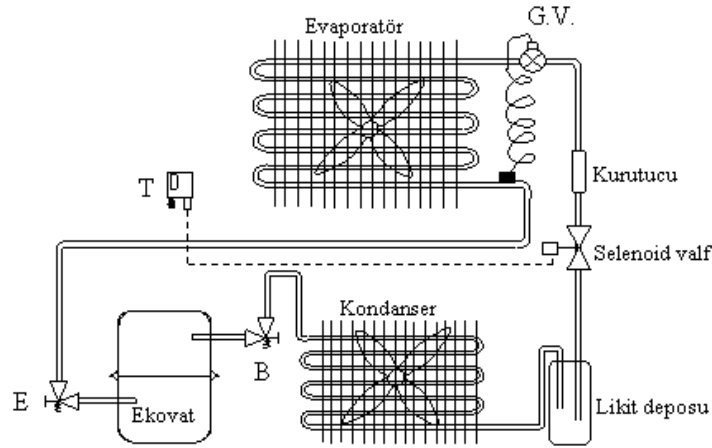 G.V.
Evaporatör
Kurutucu
T
Selenoid valf
Kondanser
B
E
Ekovat
Likit deposu